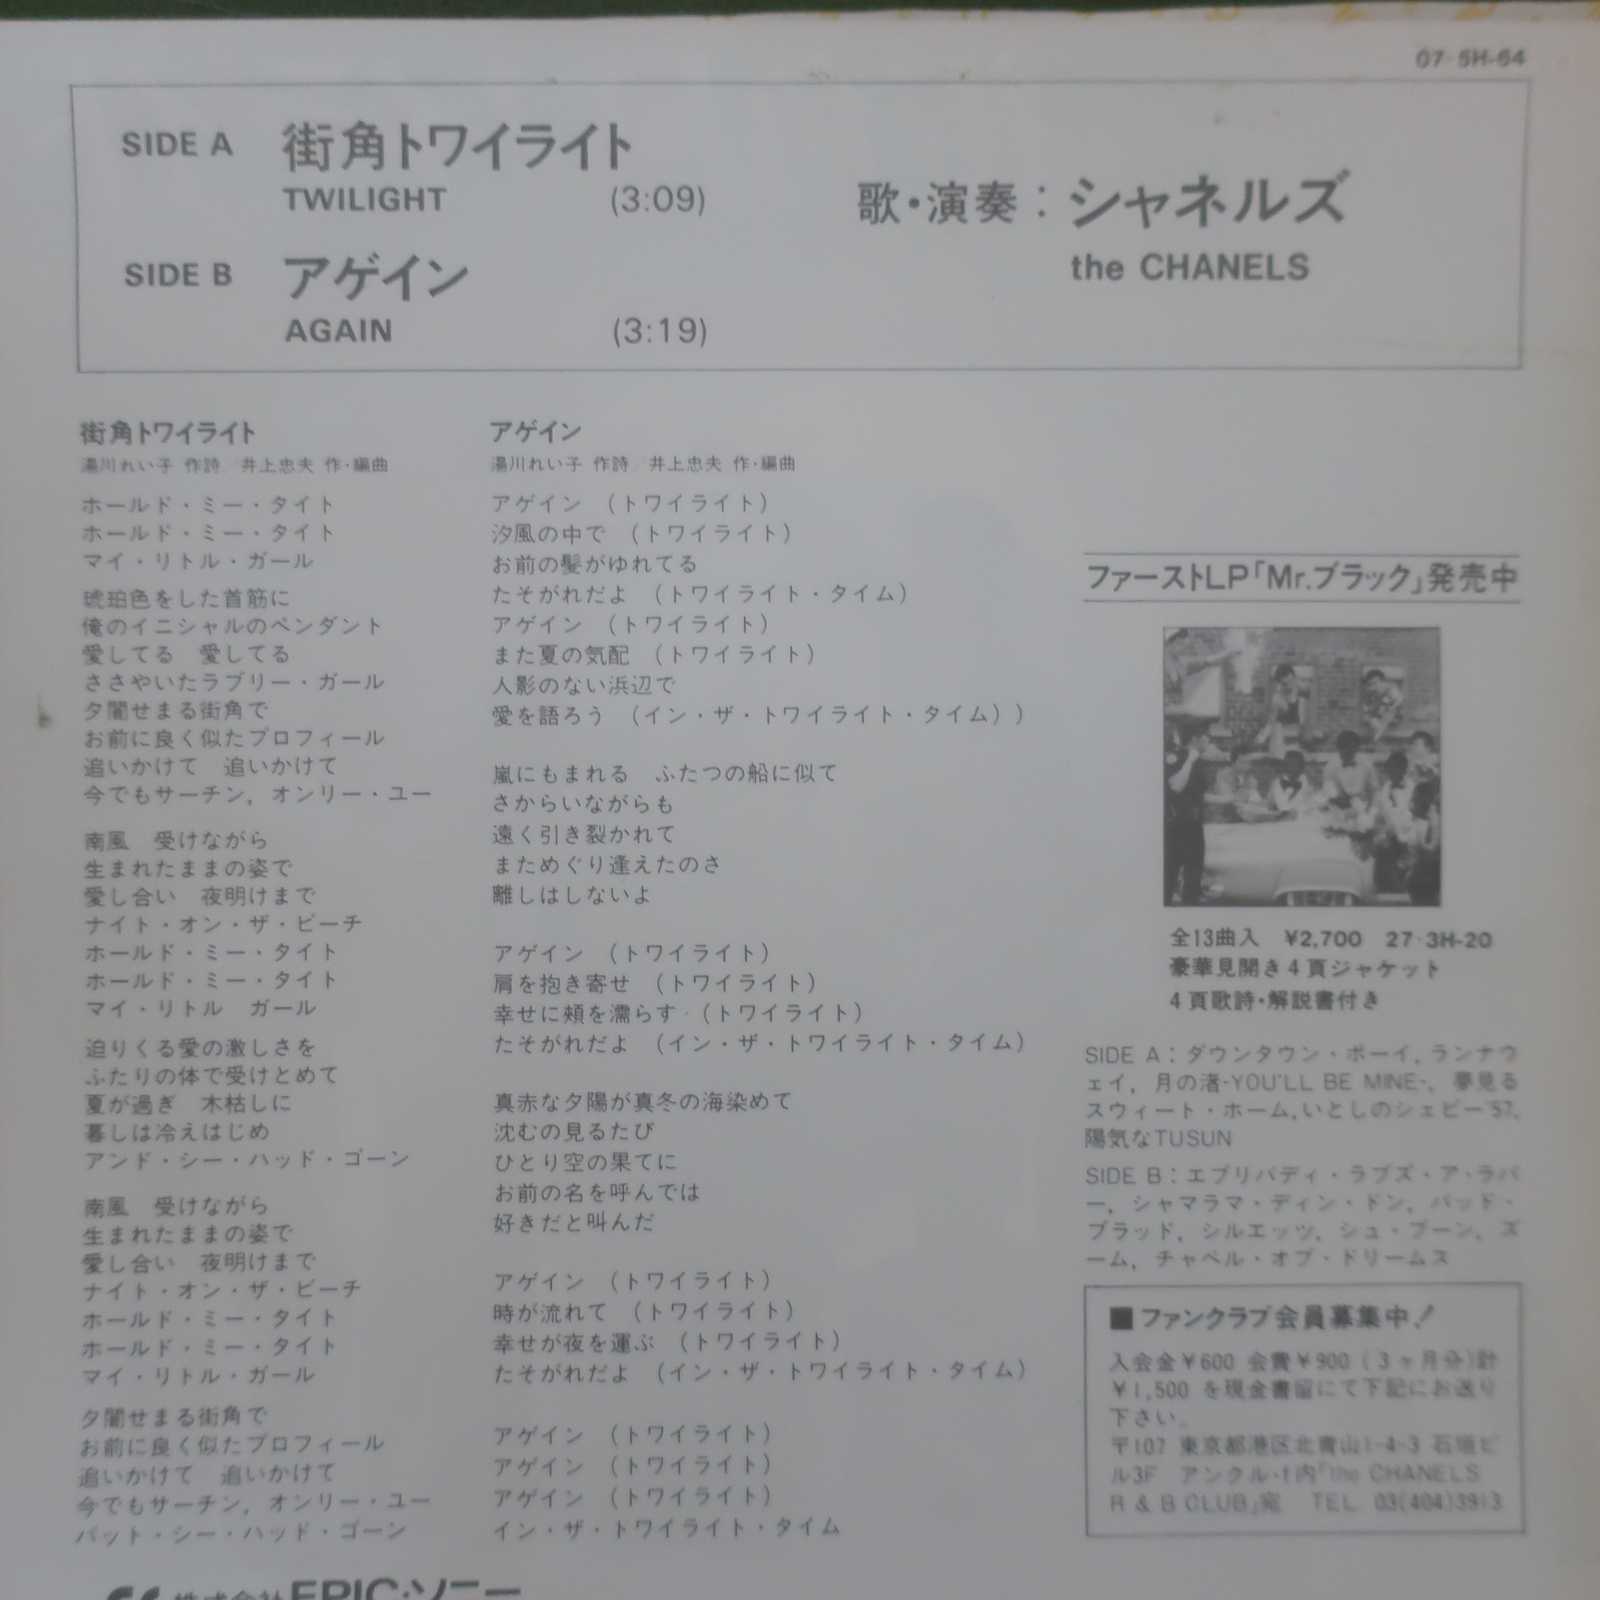 07・5H-64
SIDE A 街角トワイライト
TWILIGHT (3:09)
SIDE B アゲイン
AGAIN (3:19)
歌・演奏：シャネルズ
the CHANELS
街角トワイライト
湯川れい子 作詩／井上忠夫 作・編曲
ホールド・ミー・タイト
ホールド・ミー・タイト
マイ・リトル・ガール
琥珀色をした首筋に
俺のイニシャルのペンダント
愛してる 愛してる
ささやいたラブリー・ガール
夕闇せまる街角で
お前に良く似たプロフィール
追いかけて 追いかけて
今でもサーチン, オンリー・ユー
南風 受けながら
生まれたままの姿で
愛し合い 夜明けまで
ナイト・オン・ザ・ビーチ
ホールド・ミー・タイト
ホールド・ミー・タイト
マイ・リトル ガール
迫りくる愛の激しさを
ふたりの体で受けとめて
夏が過ぎ 木枯しに
暮しは冷えはじめ
アンド・シー・ハッド・ゴーン
南風 受けながら
生まれたままの姿で
愛し合い 夜明けまで
ナイト・オン・ザ・ビーチ
ホールド・ミー・タイト
ホールド・ミー・タイト
マイ・リトル・ガール
夕闇せまる街角で
お前に良く似たプロフィール
追いかけて 追いかけて
今でもサーチン, オンリー・ユー
バット・シー・ハッド・ゴーン
アゲイン
湯川れい子 作詩／井上忠夫 作・編曲
アゲイン (トワイライト)
汐風の中で (トワイライト)
お前の髪がゆれてる
たそがれだよ (トワイライト・タイム)
アゲイン (トワイライト)
また夏の気配 (トワイライト)
人影のない浜辺で
愛を語ろう (イン・ザ・トワイライト・タイム))
嵐にもまれる ふたつの船に似て
さからいながらも
遠く引き裂かれて
まためぐり逢えたのさ
離しはしないよ
アゲイン (トワイライト)
肩を抱き寄せ (トワイライト)
幸せに頬を濡らす・(トワイライト)
たそがれだよ (イン・ザ・トワイライト・タイム)
真赤な夕陽が真冬の海染めて
沈むの見るたび
ひとり空の果てに
お前の名を呼んでは
好きだと叫んだ
アゲイン (トワイライト)
時が流れて (トワイライト)
幸せが夜を運ぶ (トワイライト)
たそがれだよ (イン・ザ・トワイライト・タイム)
アゲイン (トワイライト)
アゲイン (トワイライト)
アゲイン (トワイライト)
イン・ザ・トワイライト・タイム
ファーストLP「Mr.ブラック」発売中
全13曲入 ¥2,700 27・3H-20
豪華見開き4頁ジャケット
4頁歌詩・解説書付き
SIDE A：ダウンタウン・ボーイ, ランナウ
ェイ, 月の渚-YOU'LL BE MINE-, 夢見る
スウィート・ホーム, いとしのシェビー'57,
陽気なTUSUN
SIDE B：エブリバディ・ラブズ・ア・ラバ
ー, シャマラマ・ディン・ドン, バッド・
ブラッド, シルエッツ, シュ・ブーン, ズ
ーム, チャペル・オブ・ドリームス
■ファンクラブ会員募集中！
入会金¥600 会費¥900(3ヶ月分)計
¥1,500 を現金書留にて下記にお送り
下さい。
〒107 東京都港区北青山1-4-3 石垣ビ
ル3F アンクル・f内「the CHANELS
R & B CLUB」宛 TEL. 03(404)3913
株式会社EPIC・ソニー